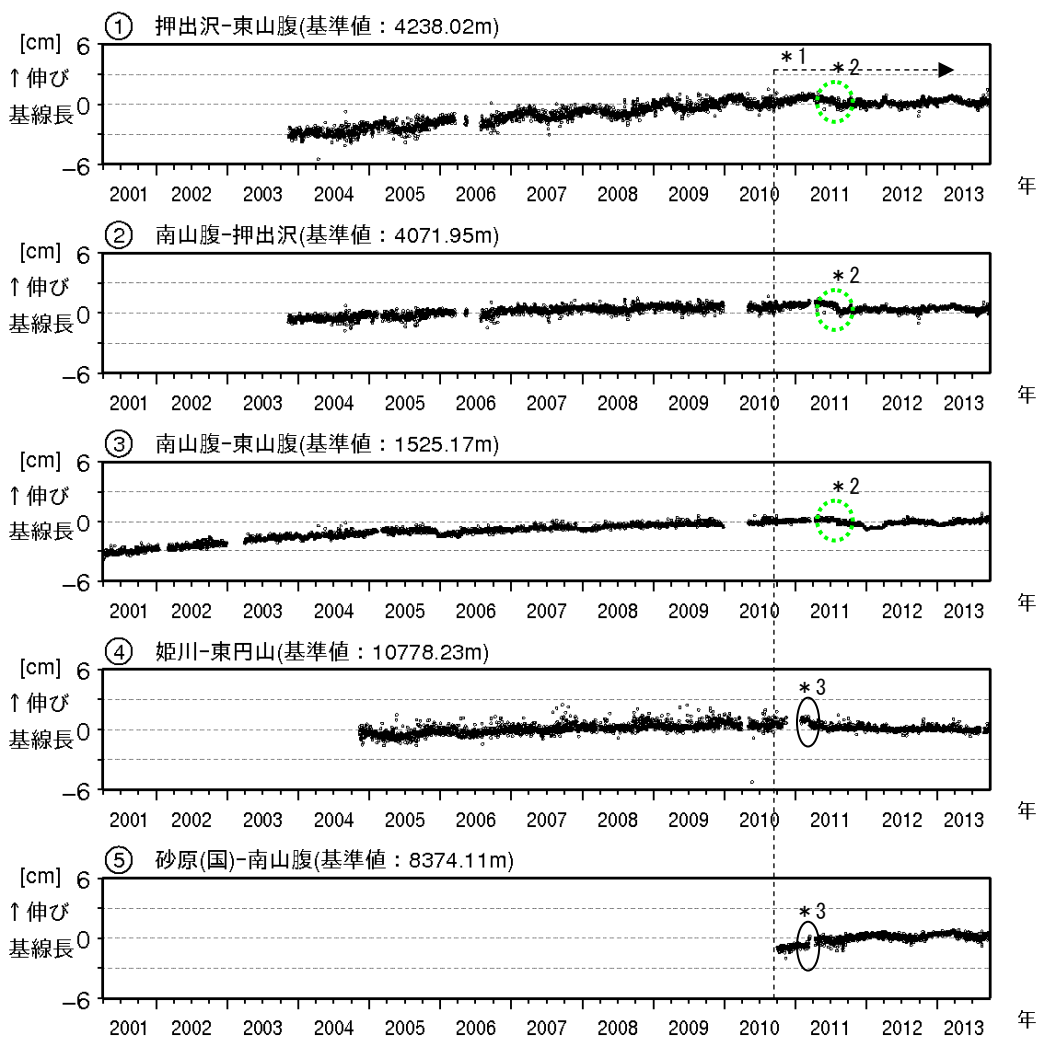 ① 押出沢-東山腹(基準値：4238.02m)
[cm] 6
↑伸び
基線長 0
-6
*1
*2
2001 2002 2003 2004 2005 2006 2007 2008 2009 2010 2011 2012 2013 年
② 南山腹-押出沢(基準値：4071.95m)
[cm] 6
↑伸び
基線長 0
-6
*2
2001 2002 2003 2004 2005 2006 2007 2008 2009 2010 2011 2012 2013 年
③ 南山腹-東山腹(基準値：1525.17m)
[cm] 6
↑伸び
基線長 0
-6
*2
2001 2002 2003 2004 2005 2006 2007 2008 2009 2010 2011 2012 2013 年
④ 姫川-東円山(基準値：10778.23m)
[cm] 6
↑伸び
基線長 0
-6
*3
2001 2002 2003 2004 2005 2006 2007 2008 2009 2010 2011 2012 2013 年
⑤ 砂原(国)-南山腹(基準値：8374.11m)
[cm] 6
↑伸び
基線長 0
-6
*3
2001 2002 2003 2004 2005 2006 2007 2008 2009 2010 2011 2012 2013 年